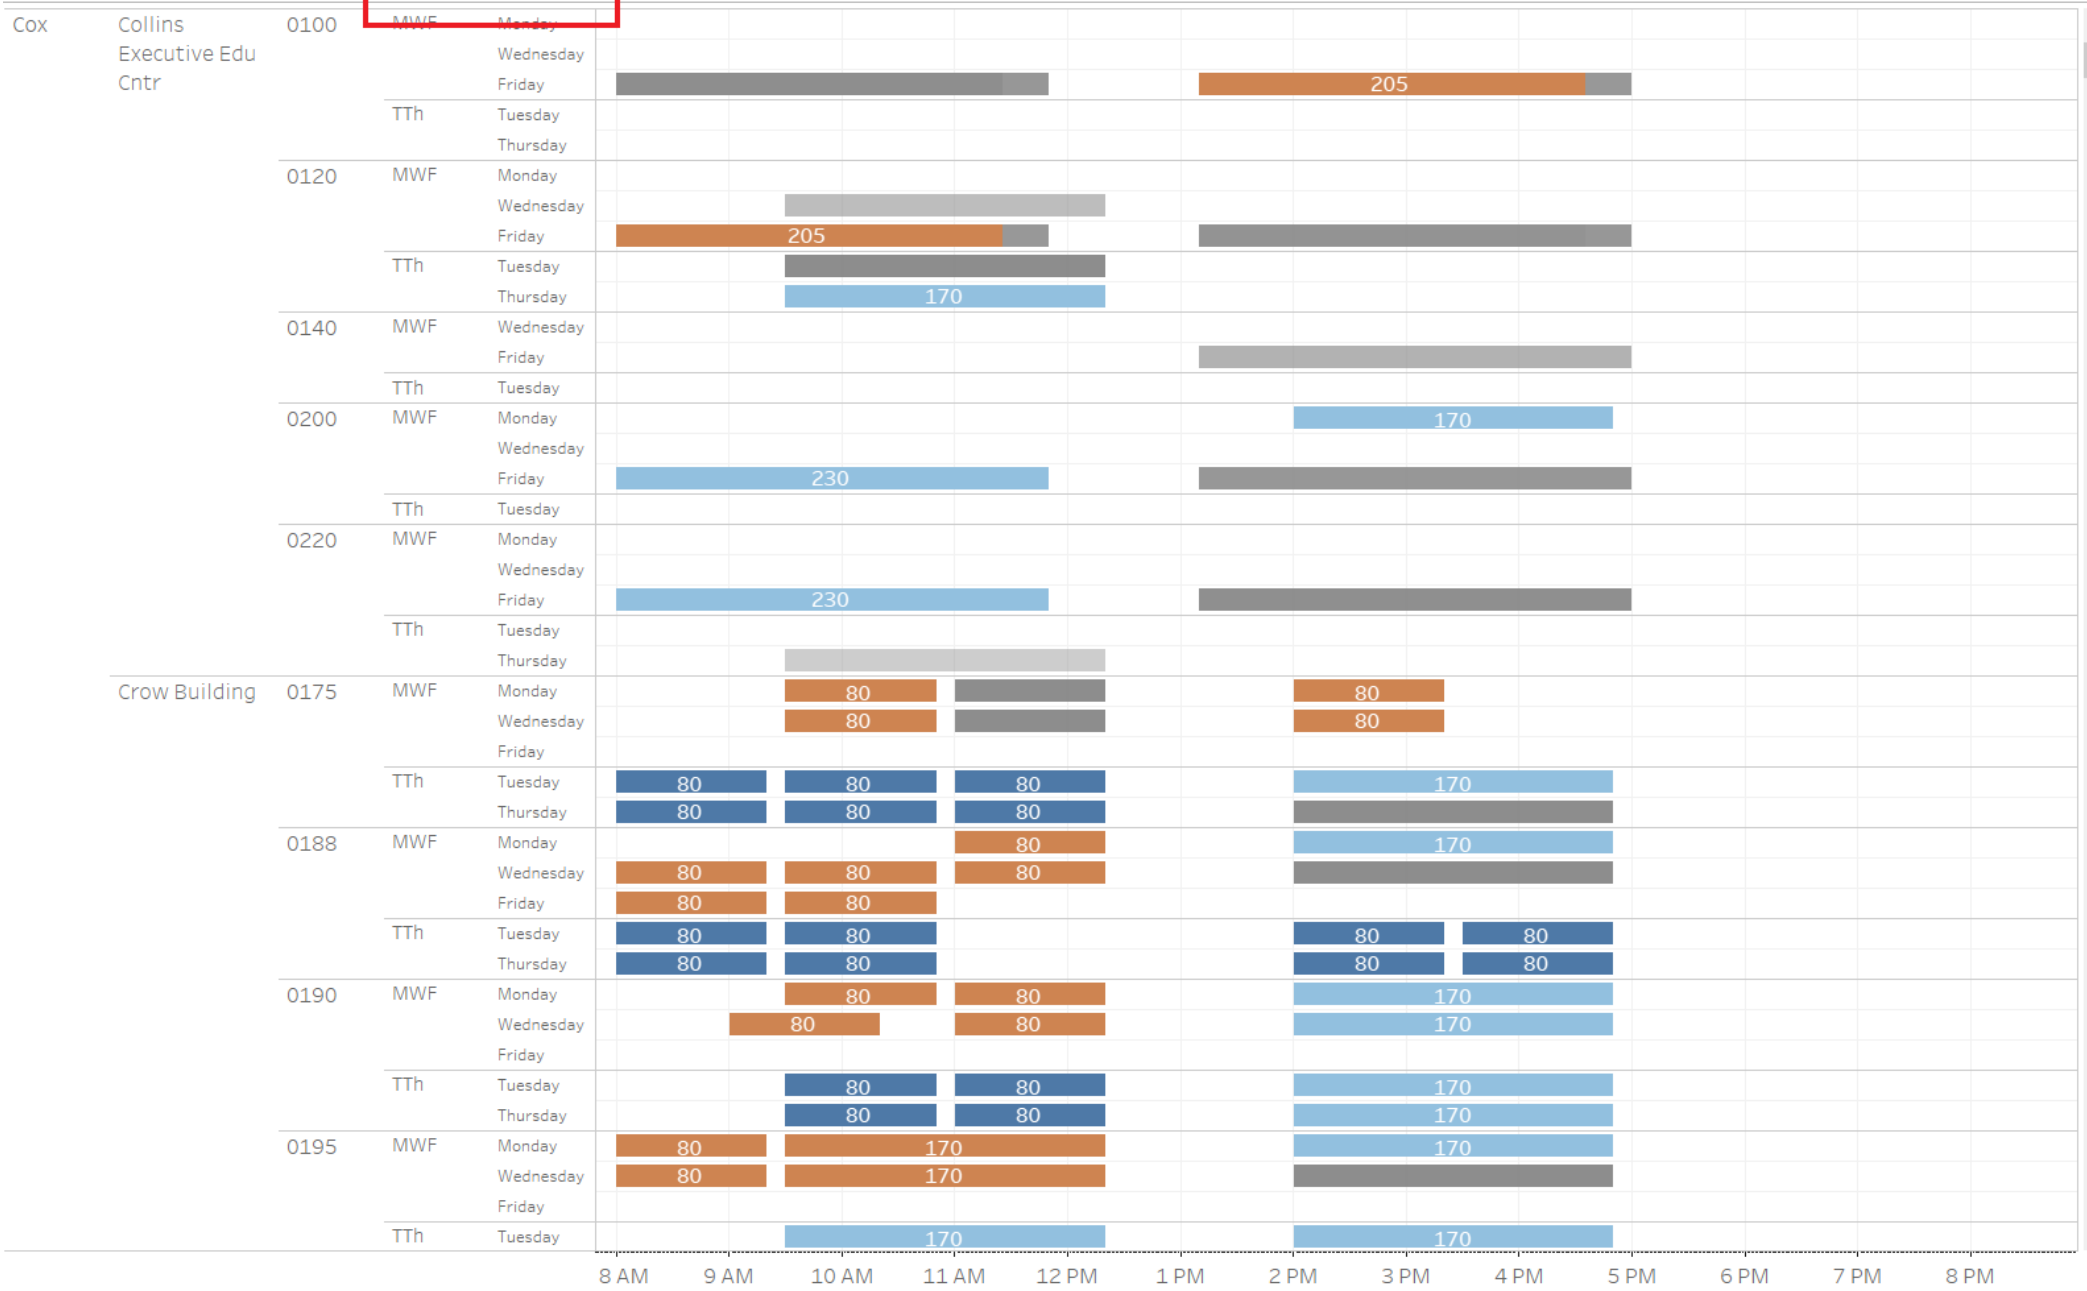 Cox Collins 0100 MWF Monday
Executive Edu Wednesday
Cntr Friday 205
TTh Tuesday
Thursday
0120 MWF Monday
Wednesday
Friday 205
TTh Tuesday
Thursday 170
0140 MWF Wednesday
Friday
TTh Tuesday
0200 MWF Monday 170
Wednesday
Friday 230
TTh Tuesday
0220 MWF Monday
Wednesday
Friday 230
TTh Tuesday
Thursday
Crow Building 0175 MWF Monday 80 80
Wednesday 80 80
Friday
TTh Tuesday 80 80 80 170
Thursday 80 80 80
0188 MWF Monday 80 170
Wednesday 80 80 80
Friday 80 80
TTh Tuesday 80 80 80 80
Thursday 80 80 80 80
0190 MWF Monday 80 80 170
Wednesday 80 80 170
Friday
TTh Tuesday 80 80 170
Thursday 80 80 170
0195 MWF Monday 80 170 170
Wednesday 80 170
Friday
TTh Tuesday 170 170
8 AM 9 AM 10 AM 11 AM 12 PM 1 PM 2 PM 3 PM 4 PM 5 PM 6 PM 7 PM 8 PM